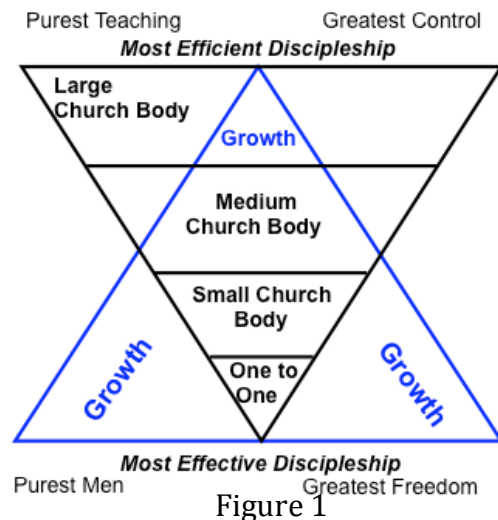 Purest Teaching
Greatest Control
Most Efficient Discipleship
Large
Church Body
Growth
Medium
Church Body
Small Church
Body
One to
One
Growth
Growth
Most Effective Discipleship
Purest Men
Greatest Freedom
Figure 1